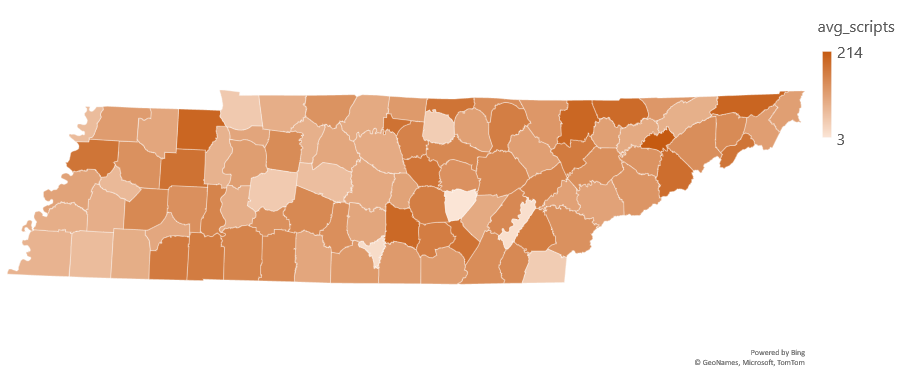 avg_scripts
214
3
Powered by Bing
© GeoNames, Microsoft, TomTom